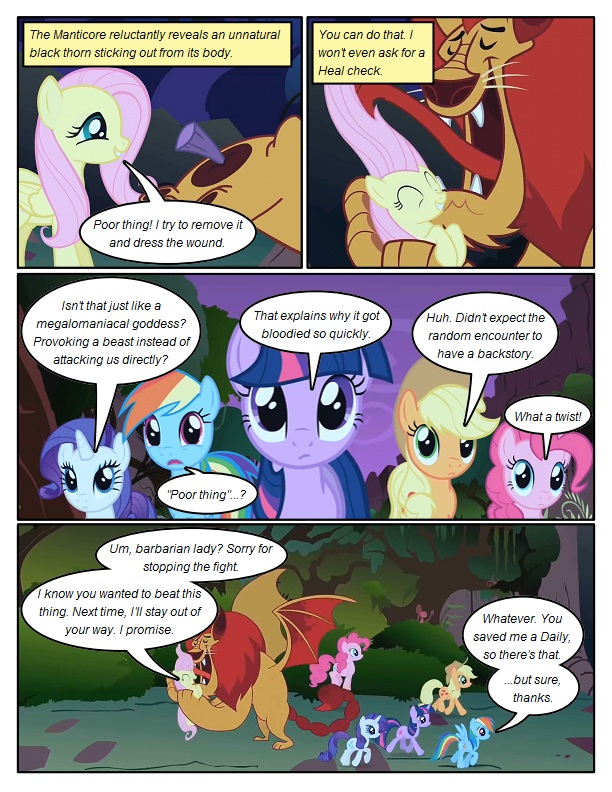 The Manticore reluctantly reveals an unnatural
black thorn sticking out from its body.
Poor thing! I try to remove it
and dress the wound.
You can do that. I
won't even ask for a
Heal check.
Isn't that just like a
megalomaniacal goddess?
Provoking a beast instead of
attacking us directly?
"Poor thing"...?
That explains why it got
bloodied so quickly.
Huh. Didn't expect the
random encounter to
have a backstory.
What a twist!
Um, barbarian lady? Sorry for
stopping the fight.
I know you wanted to beat this
thing. Next time, I'll stay out of
your way. I promise.
Whatever. You
saved me a Daily,
so there's that.
...but sure,
thanks.